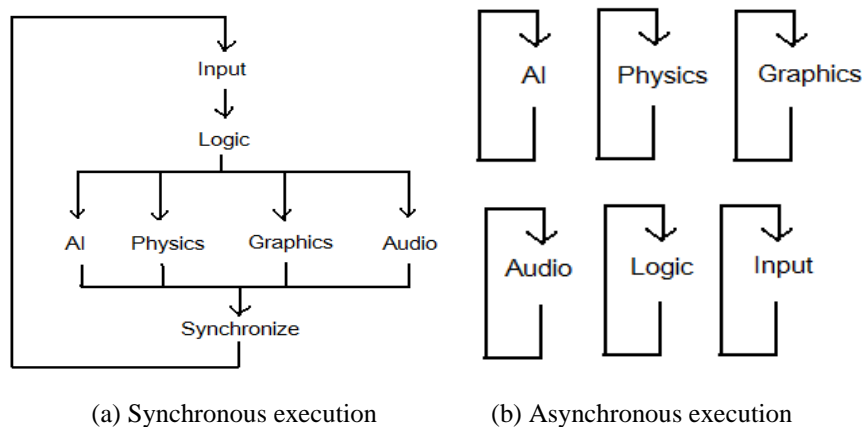 Input
Logic
AI Physics Graphics Audio
Synchronize
(a) Synchronous execution
AI Physics Graphics
Audio Logic Input
(b) Asynchronous execution